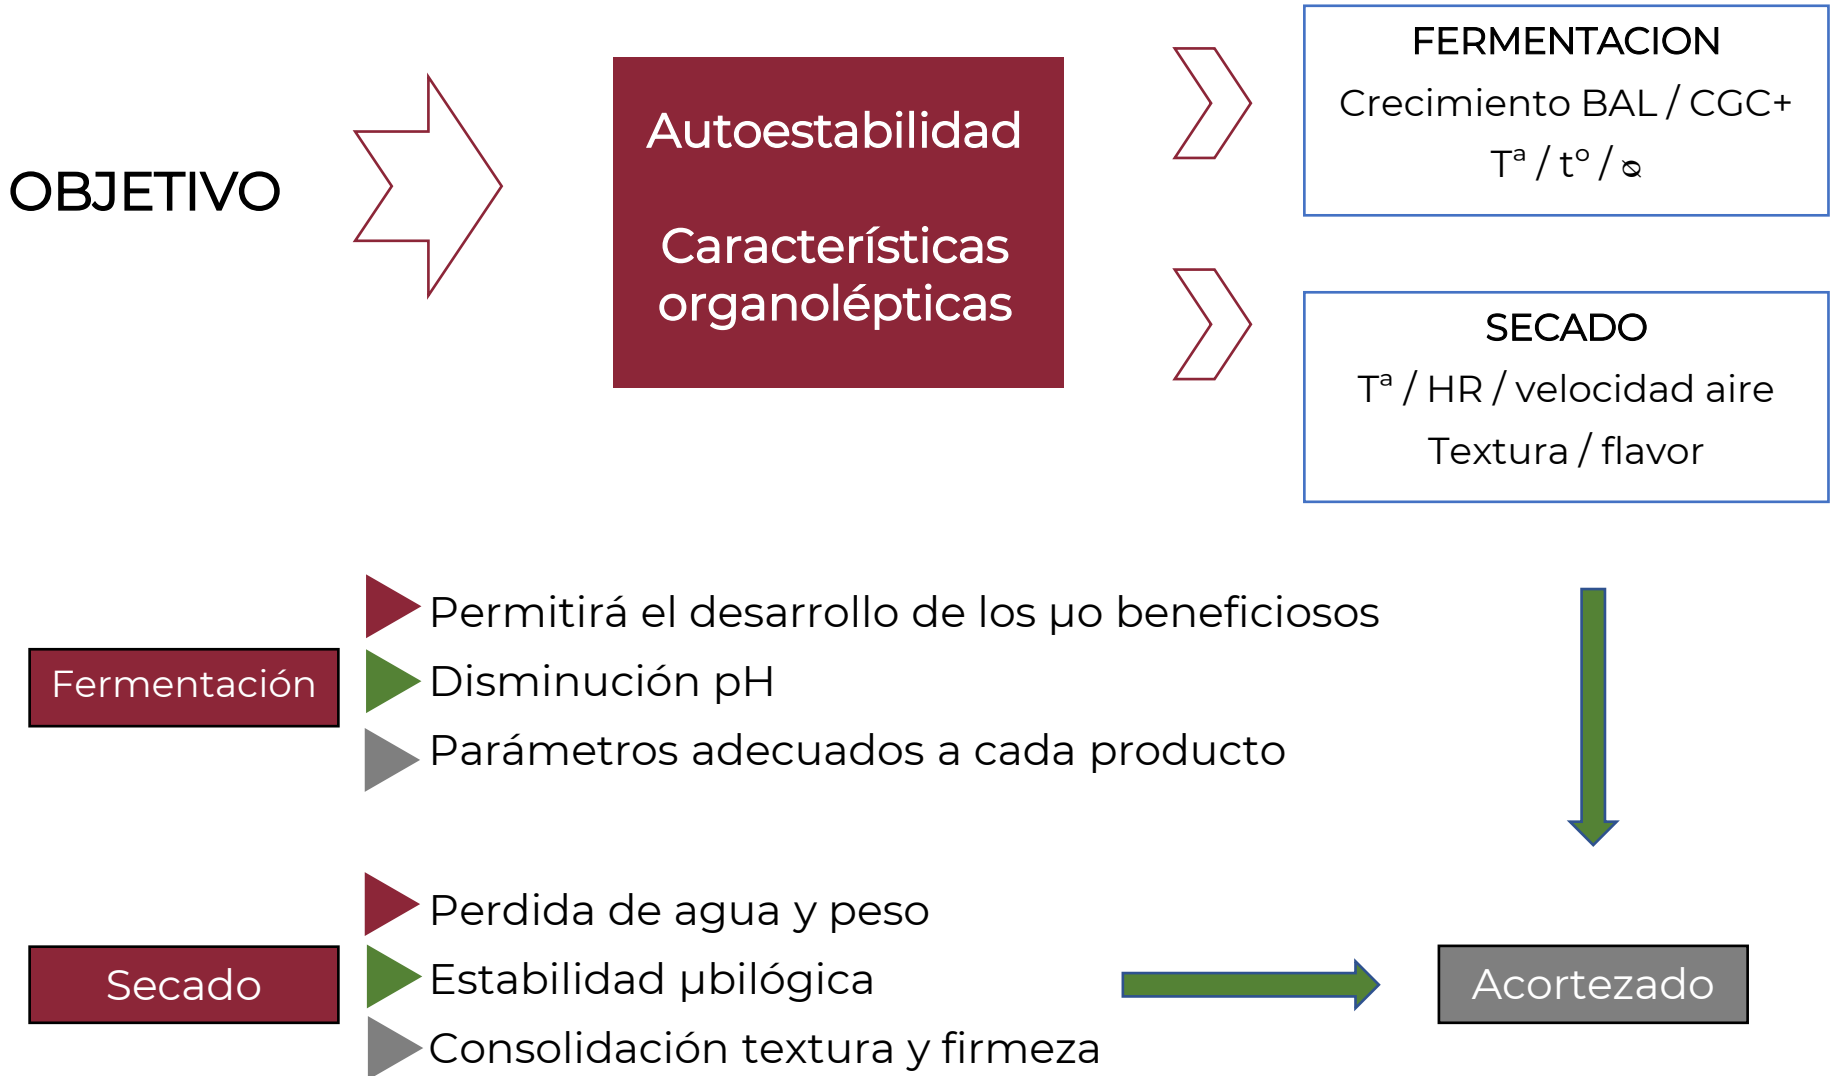 OBJETIVO
Autoestabilidad
Características
organolépticas
FERMENTACION
Crecimiento BAL / CGC+
Tª / tº / ᴓ
SECADO
Tª / HR / velocidad aire
Textura / flavor
Fermentación
Permitirá el desarrollo de los µo beneficiosos
Disminución pH
Parámetros adecuados a cada producto
Secado
Perdida de agua y peso
Estabilidad µbilógica
Consolidación textura y firmeza
Acortezado